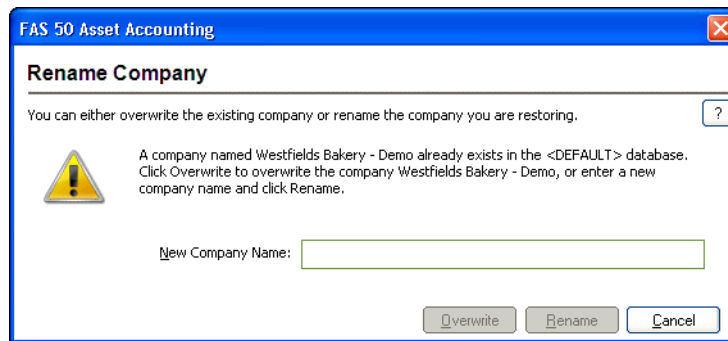 FAS 50 Asset Accounting
Rename Company
You can either overwrite the existing company or rename the company you are restoring.
?
A company named Westfields Bakery - Demo already exists in the <DEFAULT> database.
Click Overwrite to overwrite the company Westfields Bakery - Demo, or enter a new
company name and click Rename.
New Company Name:
Overwrite Rename Cancel